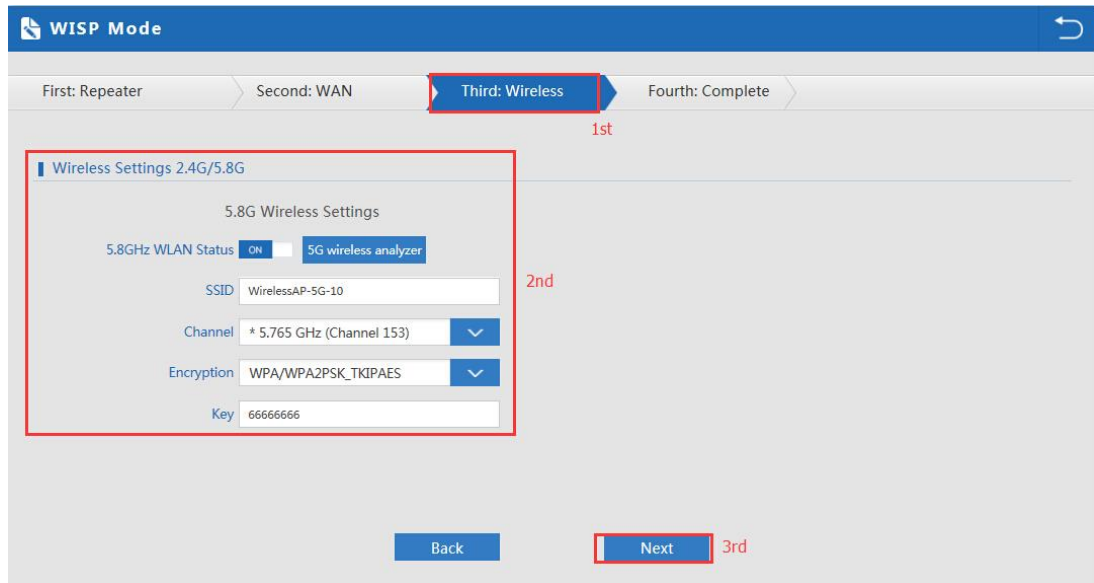 WISP Mode
First: Repeater Second: WAN Third: Wireless Fourth: Complete
1st
Wireless Settings 2.4G/5.8G
5.8G Wireless Settings
5.8GHz WLAN Status ON 5G wireless analyzer
2nd
SSID WirelessAP-5G-10
Channel * 5.765 GHz (Channel 153)
Encryption WPA/WPA2PSK_TKIPAES
Key 66666666
Back Next 3rd